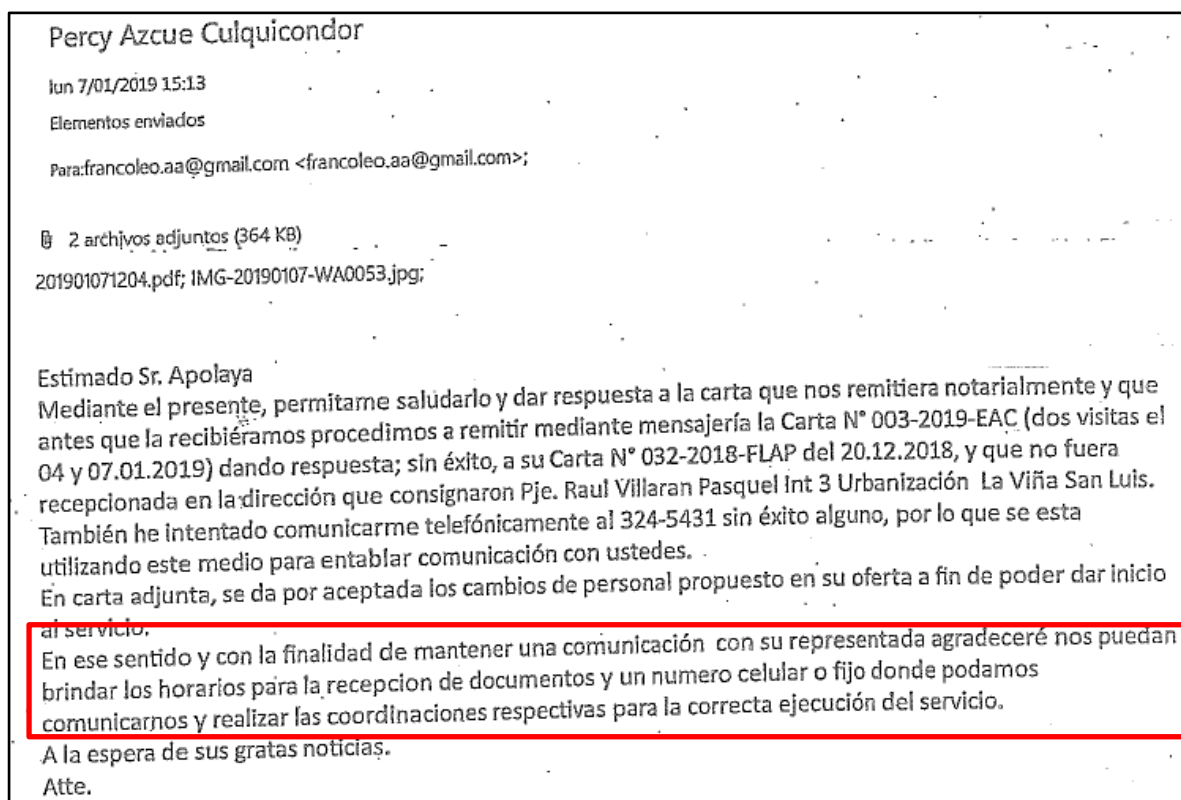 Percy Azcue Culquicondor
lun 7/01/2019 15:13
Elementos enviados
Para:francoleo.aa@gmail.com <francoleo.aa@gmail.com>;
2 archivos adjuntos (364 KB)
201901071204.pdf; IMG-20190107-WA0053.jpg;
Estimado Sr. Apolaya
Mediante el presente, permitame saludarlo y dar respuesta a la carta que nos remitiera notarialmente y que
antes que la recibiéramos procedimos a remitir mediante mensajería la Carta N° 003-2019-EAC (dos visitas el
04 y 07.01.2019) dando respuesta; sin éxito, a su Carta N° 032-2018-FLAP del 20.12.2018, y que no fuera
recepcionada en la dirección que consignaron Pje. Raul Villaran Pasquel Int 3 Urbanización La Viña San Luis.
También he intentado comunicarme telefónicamente al 324-5431 sin éxito alguno, por lo que se esta
utilizando este medio para entablar comunicación con ustedes.
En carta adjunta, se da por aceptada los cambios de personal propuesto en su oferta a fin de poder dar inicio
al servicio.
En ese sentido y con la finalidad de mantener una comunicación con su representada agradeceré nos puedan
brindar los horarios para la recepcion de documentos y un numero celular o fijo donde podamos
comunicarnos y realizar las coordinaciones respectivas para la correcta ejecución del servicio.
A la espera de sus gratas noticias.
Atte.